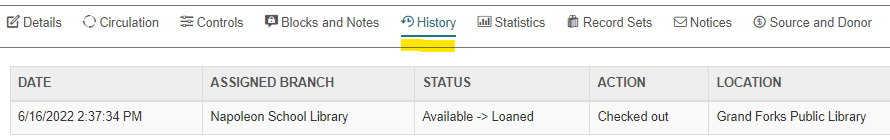 Details Circulation Controls Blocks and Notes History Statistics Record Sets Notices Source and Donor
DATE ASSIGNED BRANCH STATUS ACTION LOCATION
6/16/2022 2:37:34 PM Napoleon School Library Available -> Loaned Checked out Grand Forks Public Library